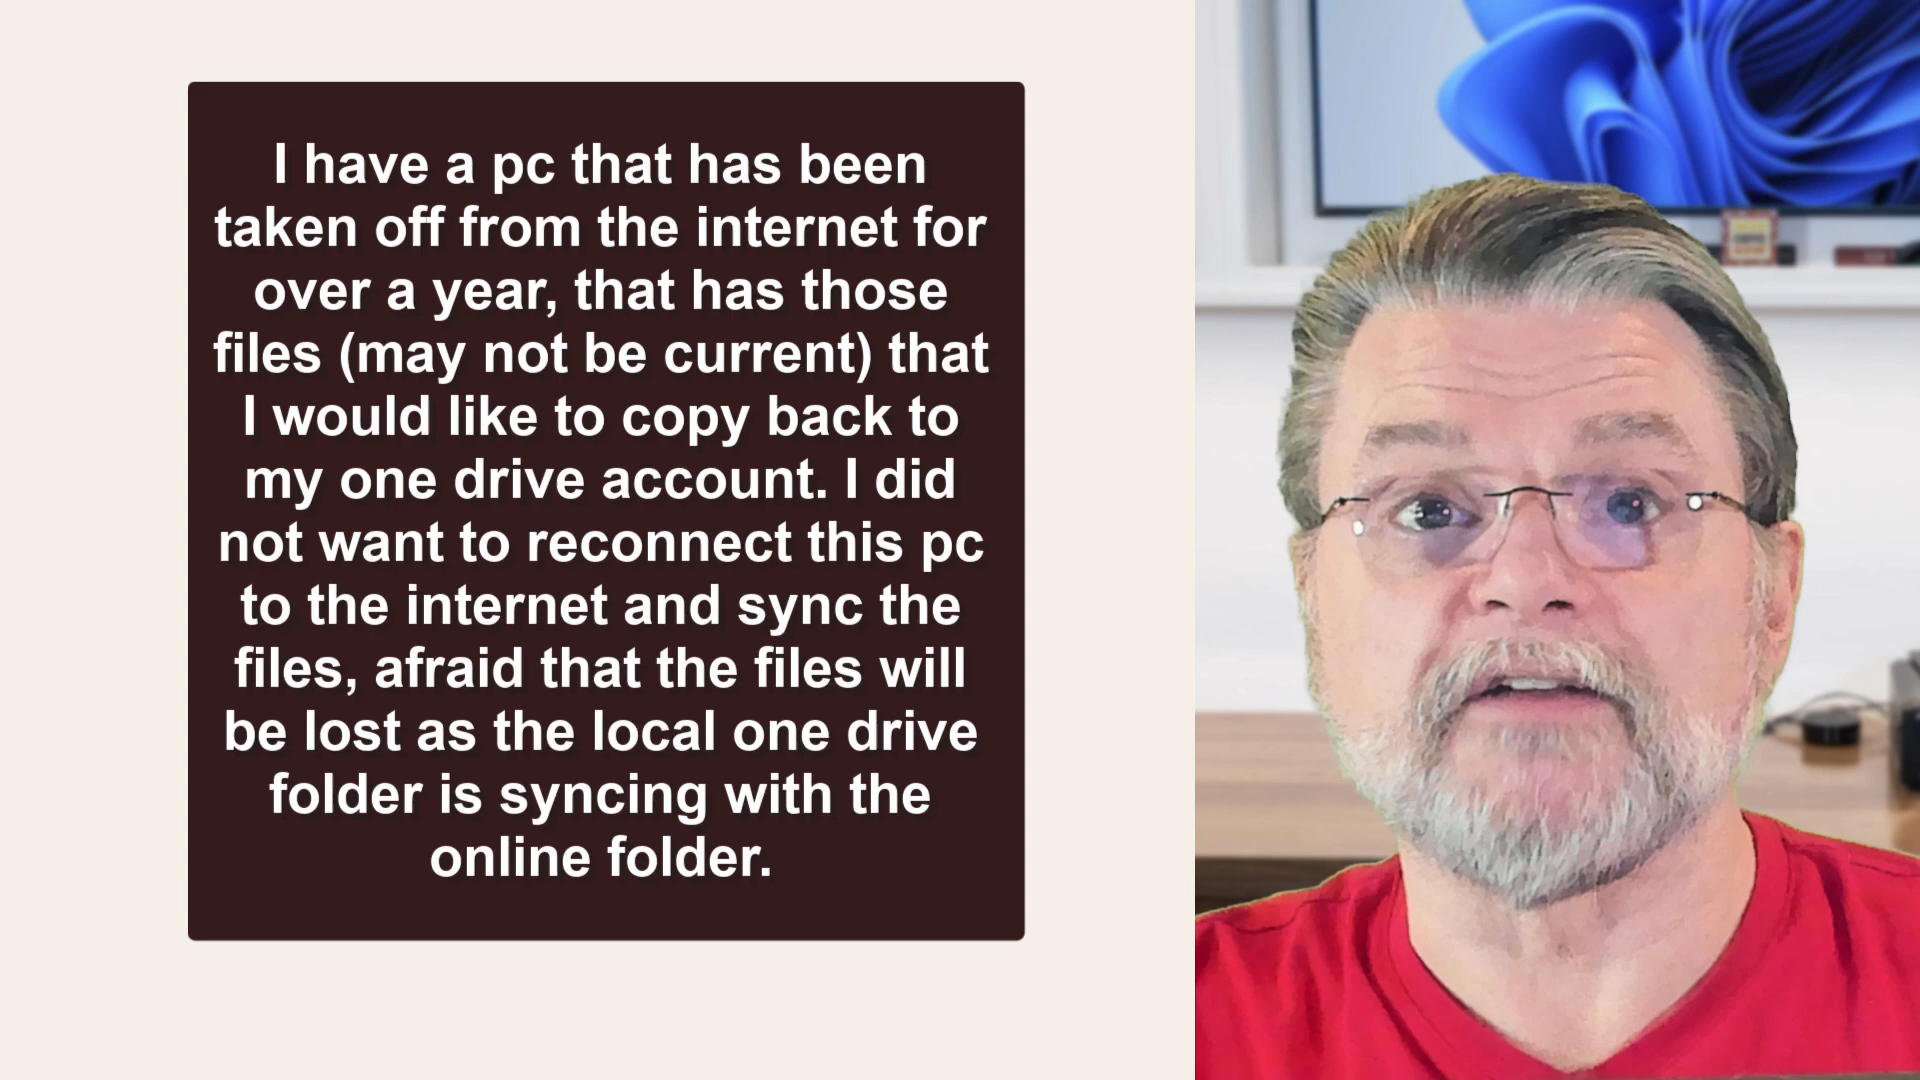 I have a pc that has been
taken off from the internet for
over a year, that has those
files (may not be current) that
I would like to copy back to
my one drive account. I did
not want to reconnect this pc
to the internet and sync the
files, afraid that the files will
be lost as the local one drive
folder is syncing with the
online folder.